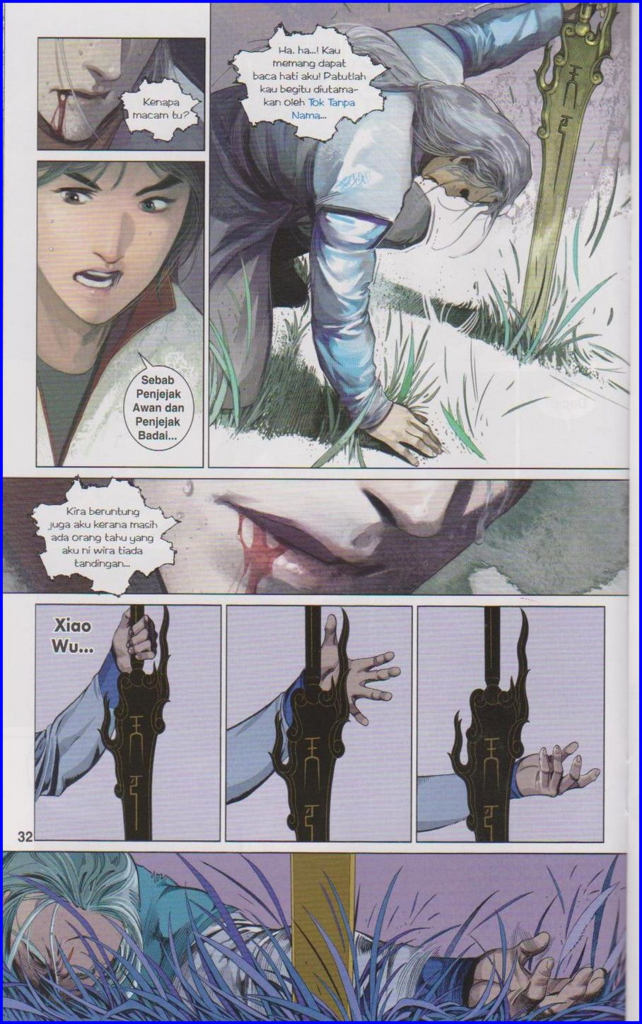 Kenapa
macam tu?
Ha, ha...! Kau
memang dapat
baca hati aku! Patutlah
kau begitu diutama-
kan oleh Tok Tanpa
Nama...
Sebab
Penjejak
Awan dan
Penjejak
Badai...
Kira beruntung
juga aku kerana masih
ada orang tahu yang
aku ni wira tiada
tandingan...
Xiao
Wu...
32